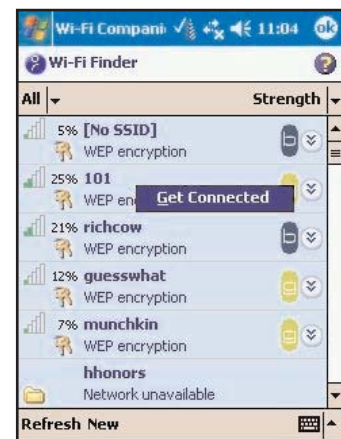 Wi-Fi Compani 11:04 ok
Wi-Fi Finder ?
All Strength
5% [No SSID]
WEP encryption b
25% 101
WEP en
Get Connected
21% richcow
WEP encryption b
12% guesswhat
WEP encryption
7% munchkin
WEP encryption
hhonors
Network unavailable
Refresh New